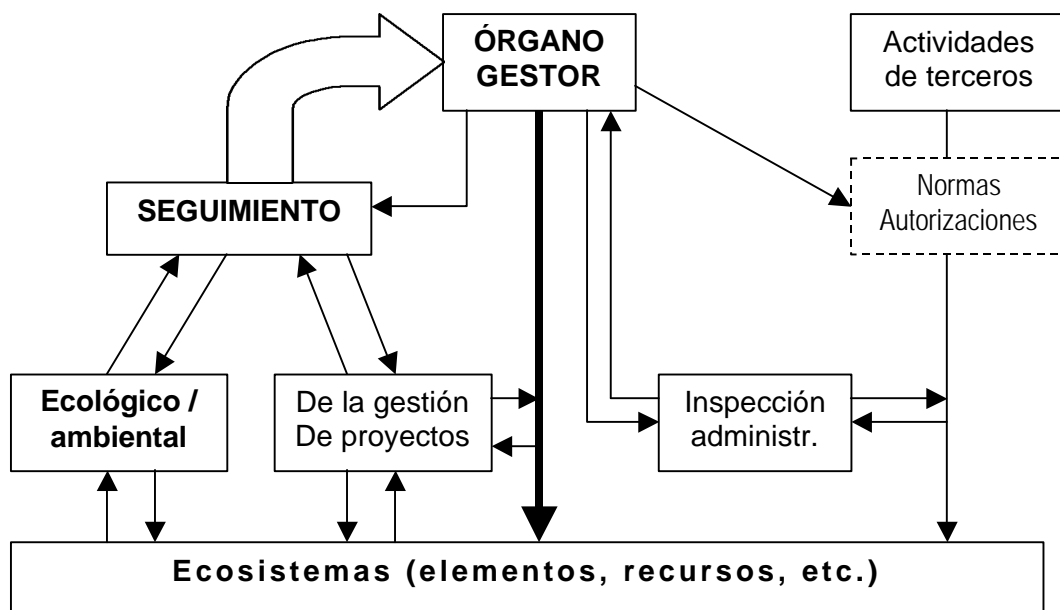 ÓRGANO
GESTOR
Actividades
de terceros
SEGUIMIENTO
Normas
Autorizaciones
Ecológico /
ambiental
De la gestión
De proyectos
Inspección
administr.
Ecosistemas (elementos, recursos, etc.)